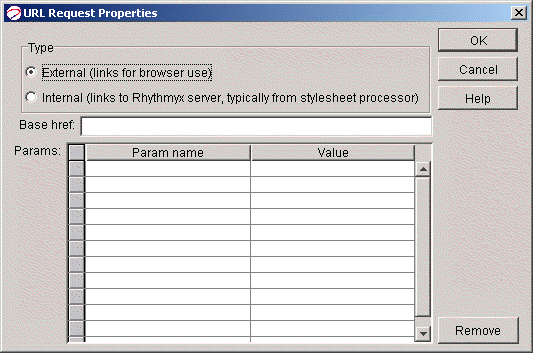 URL Request Properties
Type
External (links for browser use)
Internal (links to Rhythmyx server, typically from stylesheet processor)
OK
Cancel
Help
Base href:
Params:
Param name Value
Remove